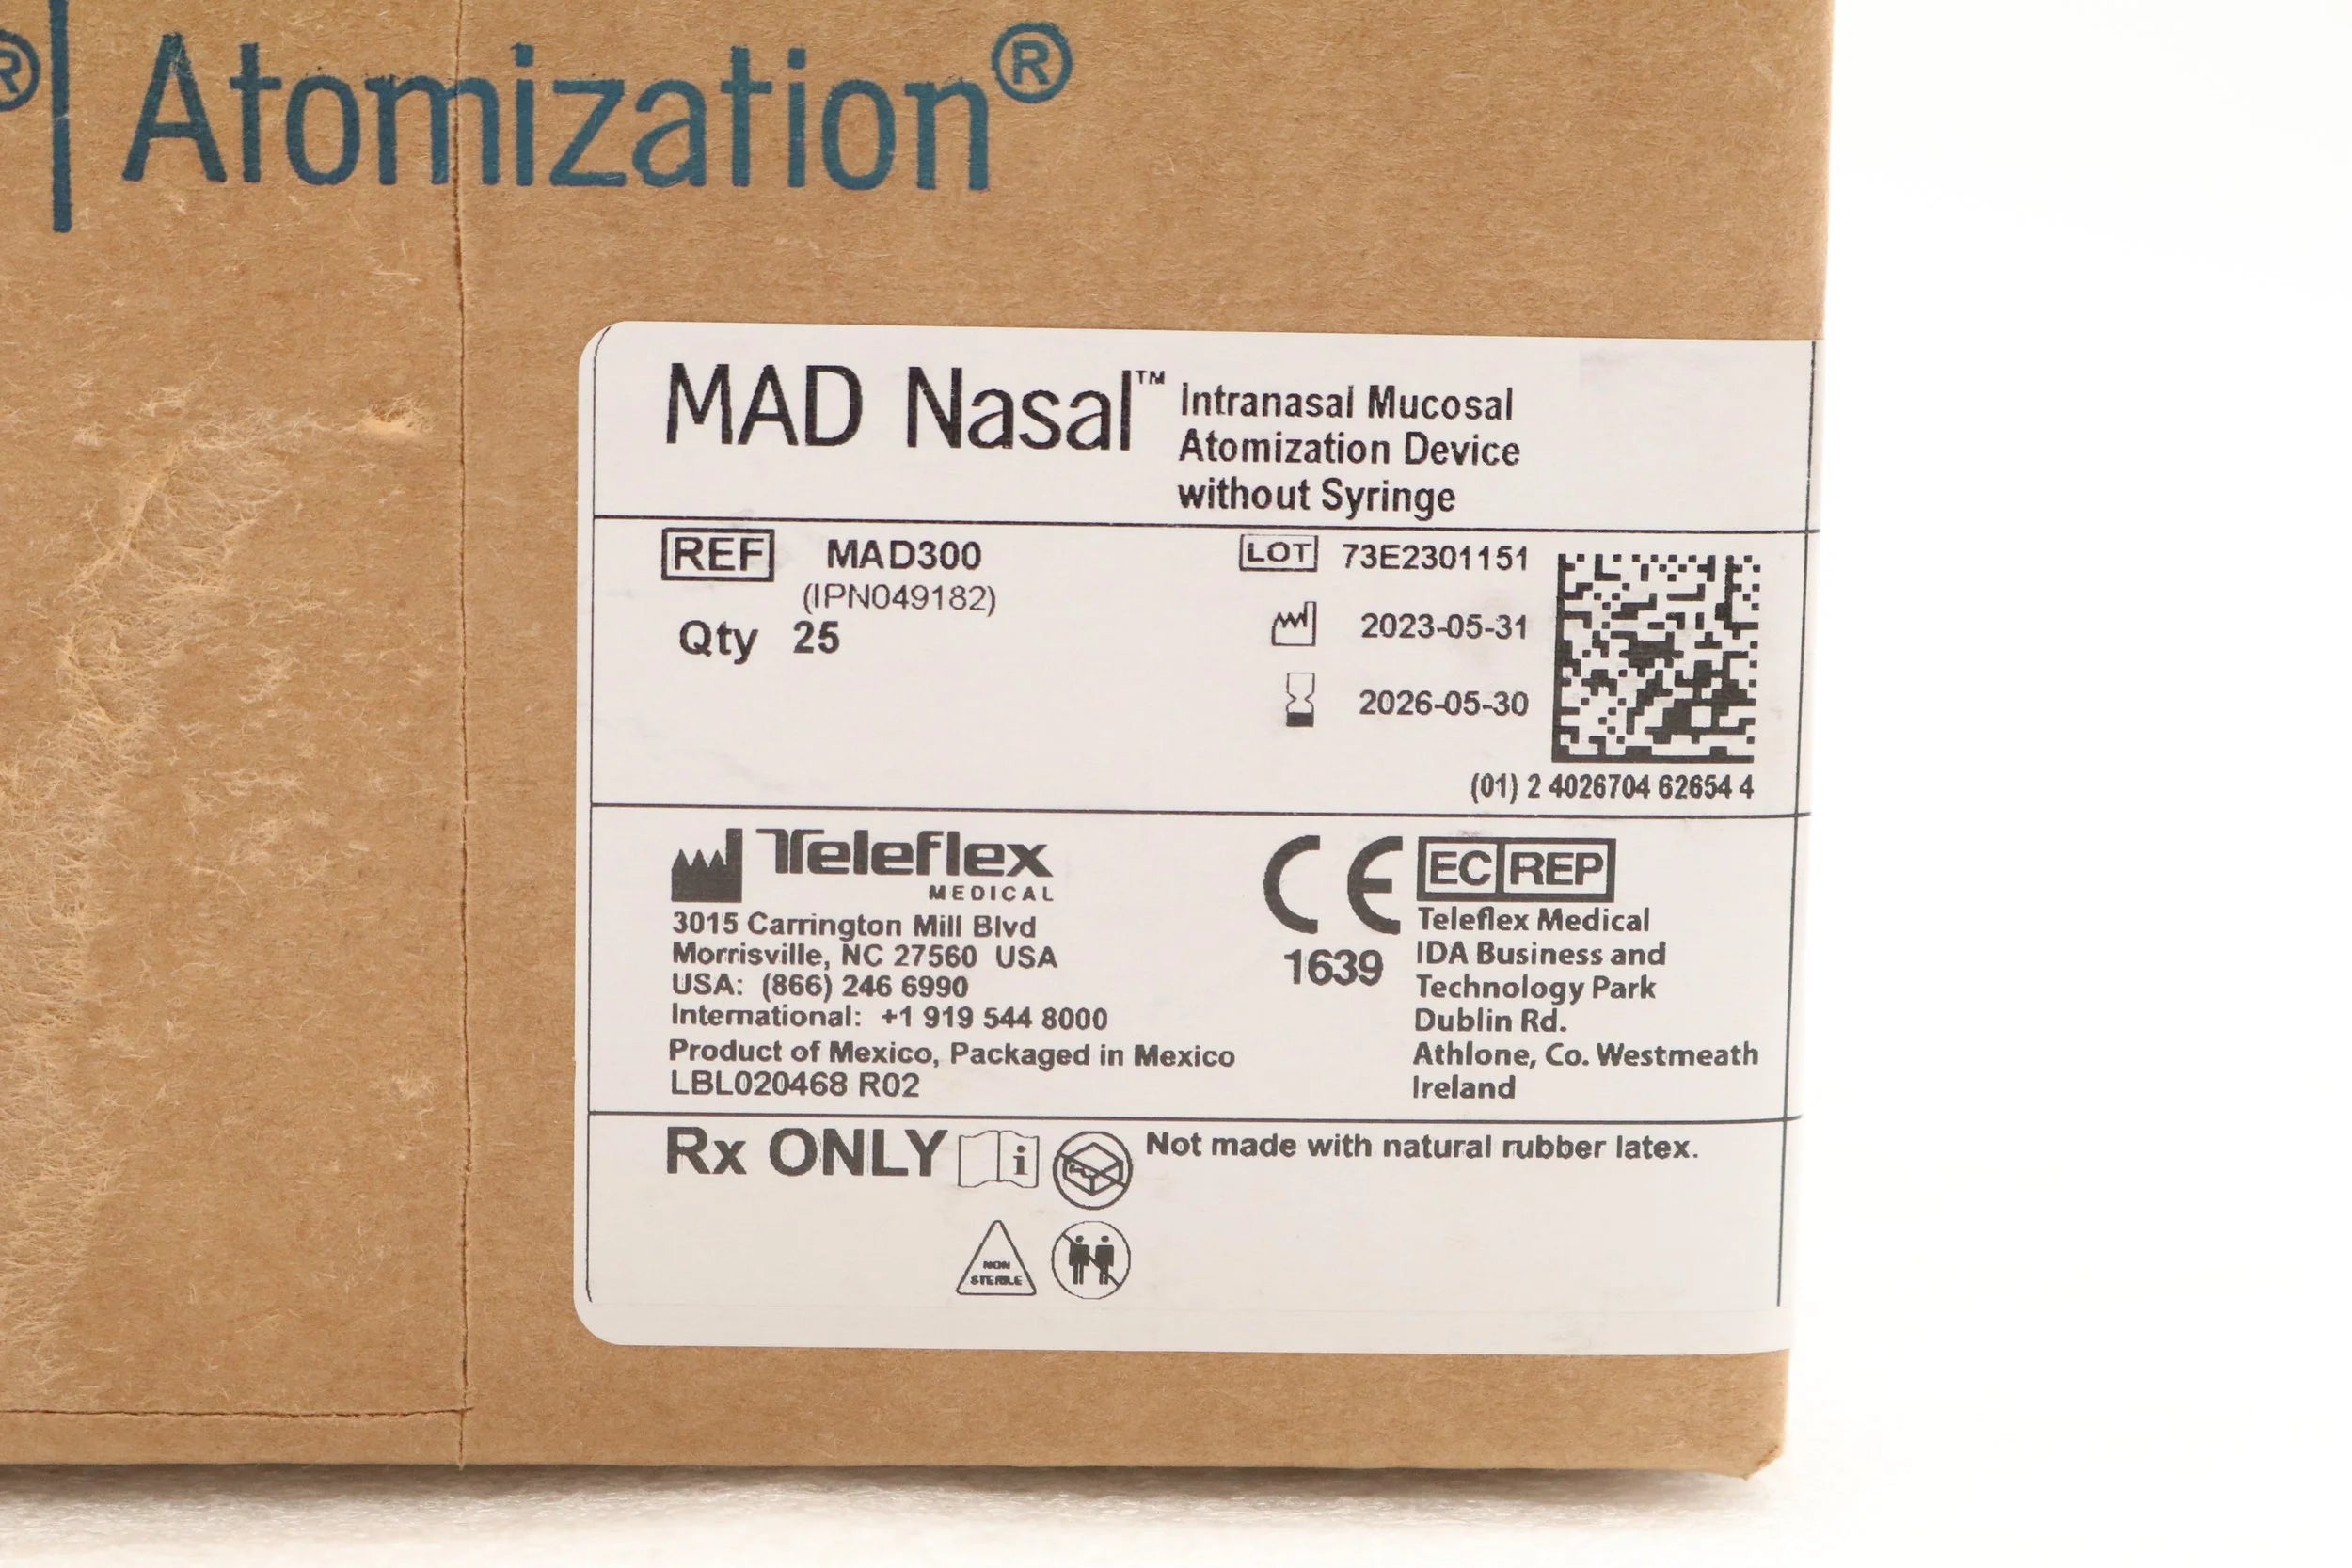 ® | Atomization®
MAD Nasal™ Intranasal Mucosal
Atomization Device
without Syringe
REF MAD300
(IPN049182)
Qty 25
LOT 73E2301151
2023-05-31
2026-05-30
(01) 2 4026704 62654 4
Teleflex
MEDICAL
3015 Carrington Mill Blvd
Morrisville, NC 27560 USA
USA: (866) 246 6990
International: +1 919 544 8000
Product of Mexico, Packaged in Mexico
LBL020468 R02
CE
1639
EC REP
Teleflex Medical
IDA Business and
Technology Park
Dublin Rd.
Athlone, Co. Westmeath
Ireland
Rx ONLY i Not made with natural rubber latex.
NON
STERILE